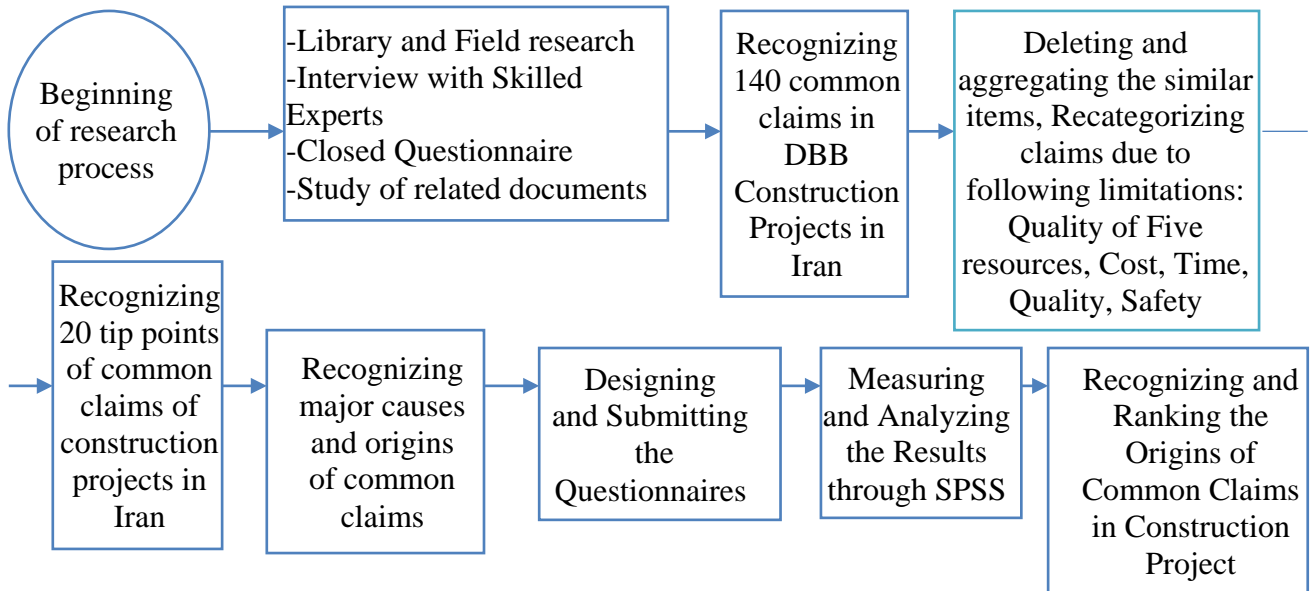 Beginning
of research
process
-Library and Field research
-Interview with Skilled
Experts
-Closed Questionnaire
-Study of related documents
Recognizing
140 common
claims in
DBB
Construction
Projects in
Iran
Deleting and
aggregating the similar
items, Recategorizing
claims due to
following limitations:
Quality of Five
resources, Cost, Time,
Quality, Safety
Recognizing
20 tip points
of common
claims of
construction
projects in
Iran
Recognizing
major causes
and origins
of common
claims
Designing
and Submitting
the
Questionnaires
Measuring
and Analyzing
the Results
through SPSS
Recognizing and
Ranking the
Origins of
Common Claims
in Construction
Project